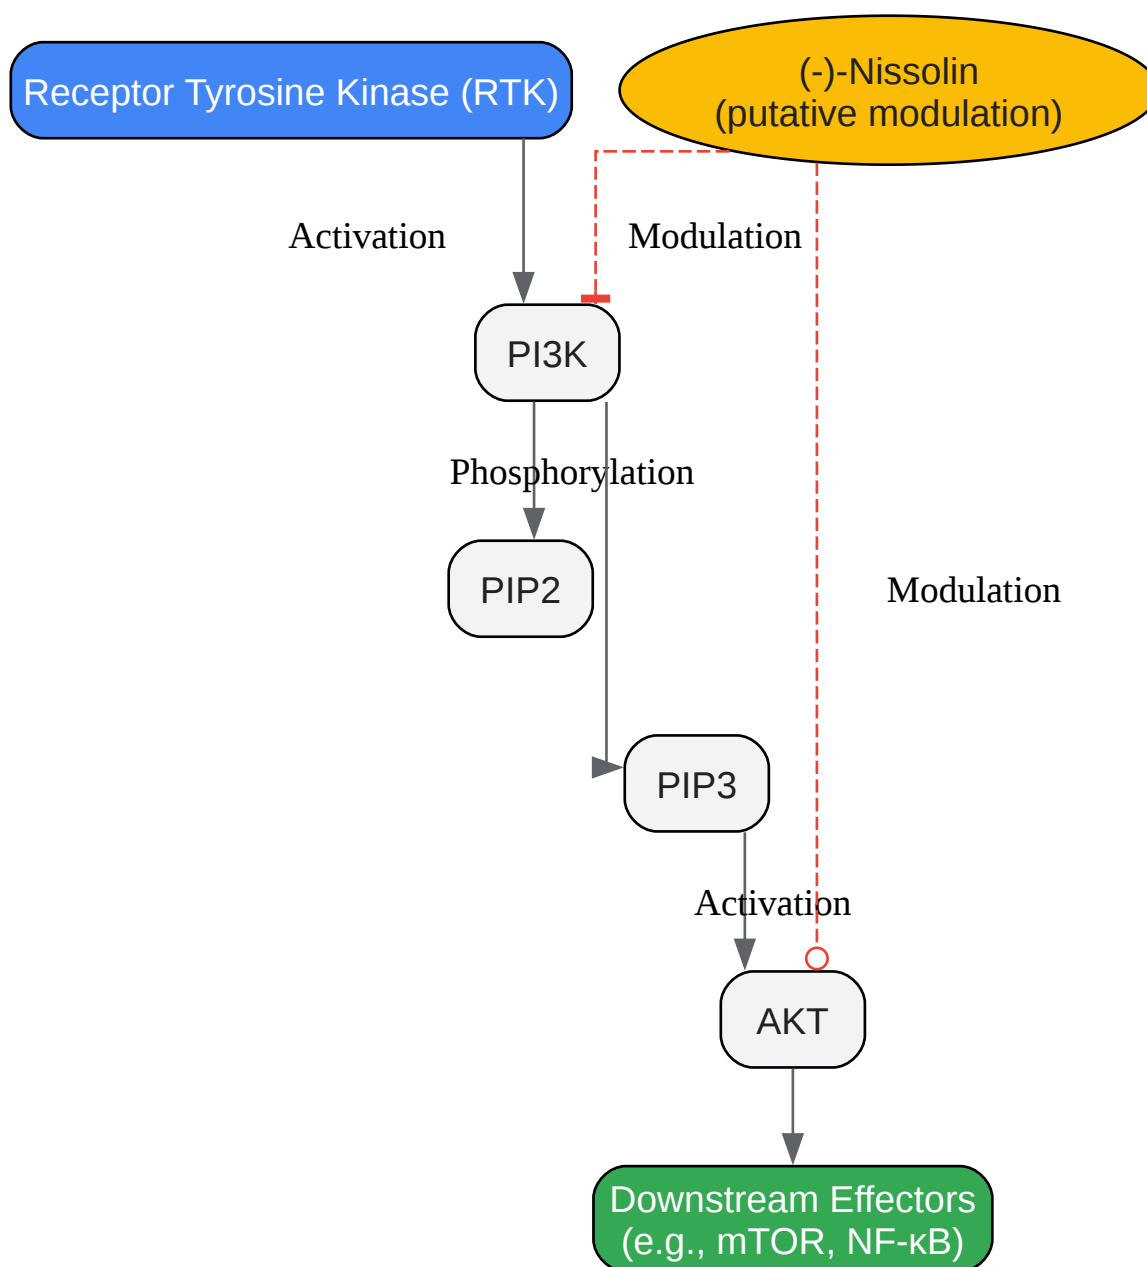 Receptor Tyrosine Kinase (RTK)
(-)-Nissolin
(putative modulation)
Activation
Modulation
PI3K
Phosphorylation
PIP2
Modulation
PIP3
Activation
AKT
Downstream Effectors
(e.g., mTOR, NF-κB)